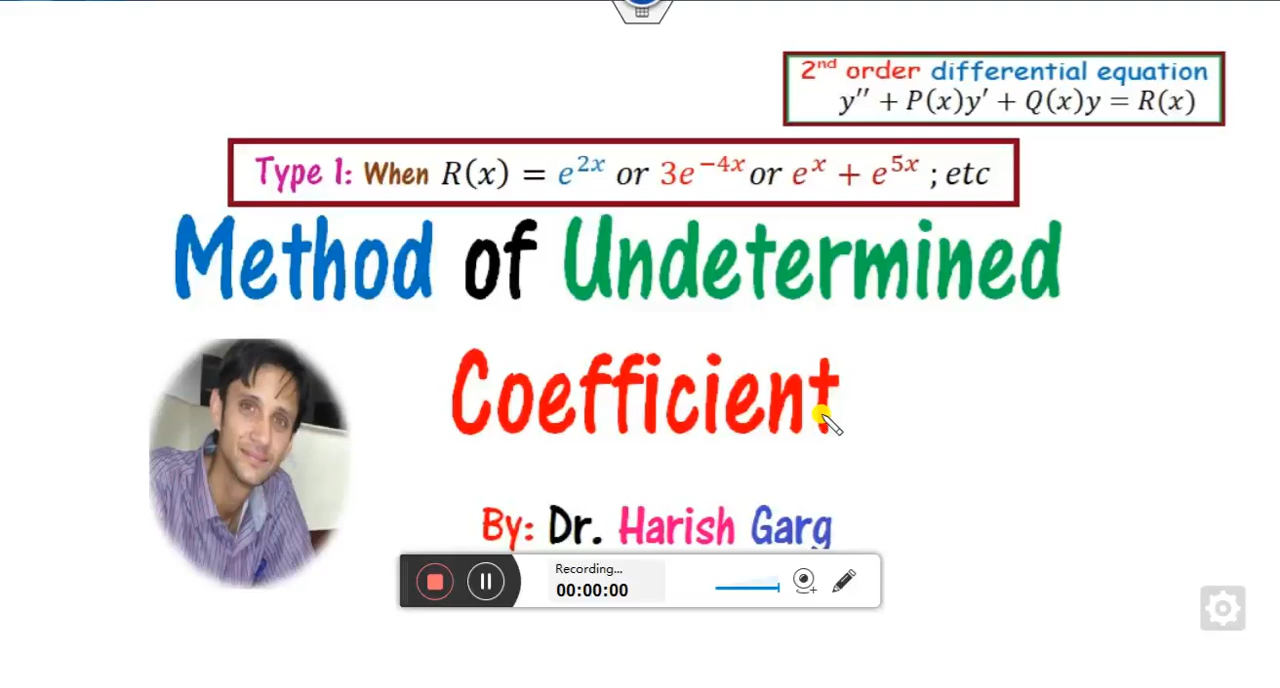 2nd order differential equation
y'' + P(x)y' + Q(x)y = R(x)
Type 1: When R(x) = e^{2x} or 3e^{-4x} or e^{x} + e^{5x} ; etc
Method of Undetermined
Coefficient
By: Dr. Harish Garg
Recording...
00:00:00